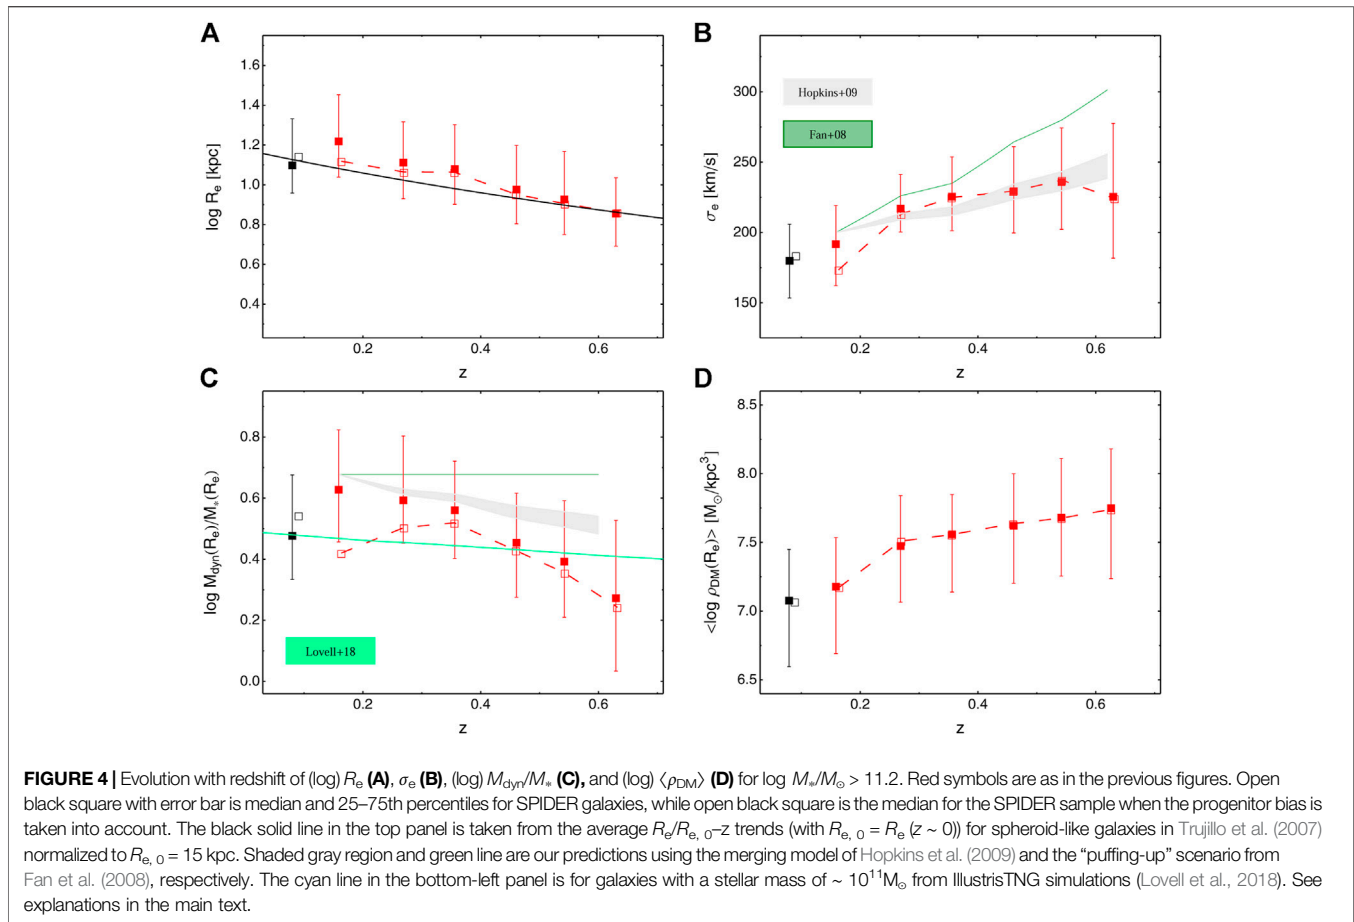 A
1.6
1.4
1.2
1.0
0.8
0.6
0.4
log Re [kpc]
0.2
0.4
0.6
z
B
Hopkins+09
Fan+08
300
250
200
150
σe [km/s]
0.2
0.4
0.6
z
C
0.8
0.6
0.4
0.2
0.0
log Mdyn(Re)/M*(Re)
Lovell+18
0.2
0.4
0.6
z
D
8.5
8.0
7.5
7.0
6.5
<log ρDM(Re)> [M⊙/kpc³]
0.2
0.4
0.6
z
FIGURE 4 | Evolution with redshift of (log) Re (A), σe (B), (log) Mdyn/M* (C), and (log) ⟨ρDM⟩ (D) for log M*/M⊙ > 11.2. Red symbols are as in the previous figures. Open
black square with error bar is median and 25–75th percentiles for SPIDER galaxies, while open black square is the median for the SPIDER sample when the progenitor bias is
taken into account. The black solid line in the top panel is taken from the average Re/Re, 0–z trends (with Re, 0 = Re (z ~ 0)) for spheroid-like galaxies in Trujillo et al. (2007)
normalized to Re, 0 = 15 kpc. Shaded gray region and green line are our predictions using the merging model of Hopkins et al. (2009) and the “puffing-up” scenario from
Fan et al. (2008), respectively. The cyan line in the bottom-left panel is for galaxies with a stellar mass of ~ 10¹¹M⊙ from IllustrisTNG simulations (Lovell et al., 2018). See
explanations in the main text.